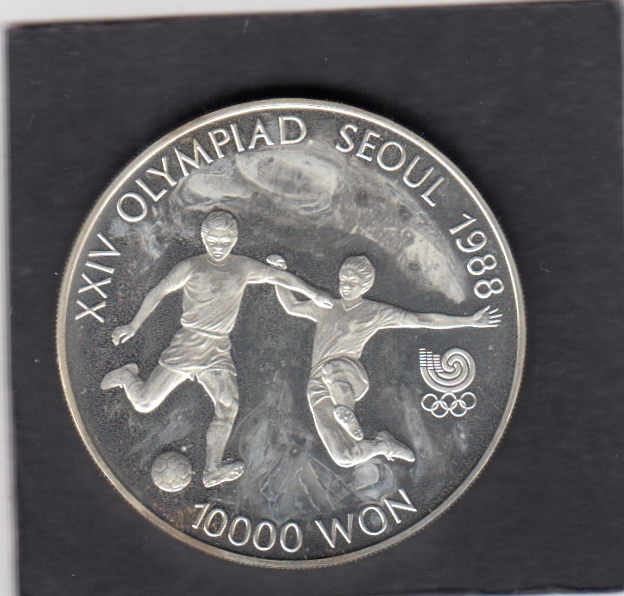 XXIV OLYMPIAD SEOUL 1988
10000 WON